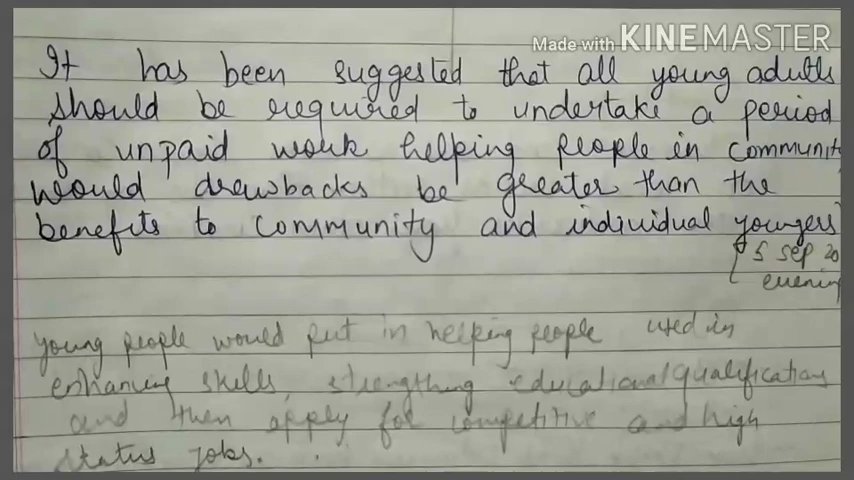 Made with KINEMASTER
It has been suggested that all young adults
should be required to undertake a period
of unpaid work helping people in communit
would drewbacks be greater than the
benefits to community and individual youngers
5 Sep 20
evening
young people would put in helping people used in
enhancing skills, strengthing educational qualifications
and then apply for competitive and high
status jobs.